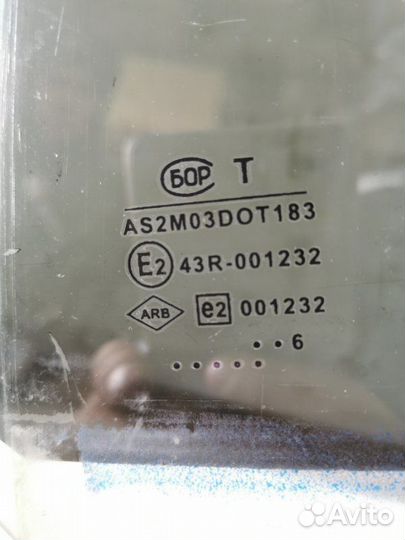 БОР T
AS2M03DOT183
E2 43R-001232
ARB e2 001232
• • 6
• • • • • •
Avito